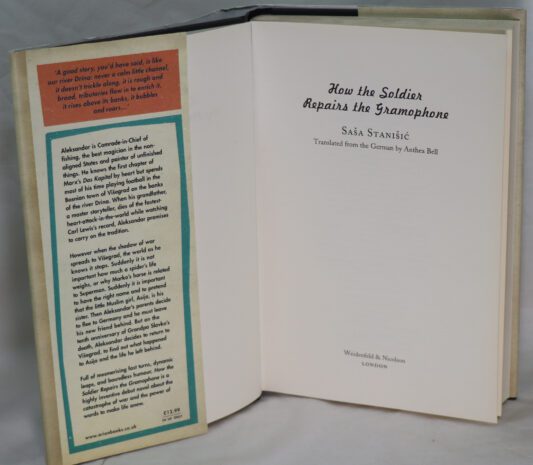 'A good story, you'd have said, is like
our river Drina: never a calm little channel,
it doesn't trickle along, it is rough and
broad, tributaries flow in to enrich it,
it rises above its banks, it bubbles
and roars...'
Aleksandar is Comrade-in-Chief of
fishing, the best magician in the non-
aligned States and painter of unfinished
things. He knows the first chapter of
Marx's Das Kapital by heart but spends
most of his time playing football in the
Bosnian town of Višegrad on the banks
of the river Drina. When his grandfather,
a master storyteller, dies of the fastest-
heart-attack-in-the-world while watching
Carl Lewis's record, Aleksandar promises
to carry on the tradition.
However when the shadow of war
spreads to Višegrad, the world as he
knows it stops. Suddenly it is not
important how much a spider's life
weighs, or why Marko's horse is related
to Superman. Suddenly it is important
to have the right name and to pretend
that the little Muslim girl, Asija, is his
sister. Then Aleksandar's parents decide
to flee to Germany and he must leave
his new friend behind. But on the
tenth anniversary of Grandpa Slavko's
death, Aleksandar decides to return to
Višegrad, to find out what happened
to Asija and the life he left behind.
Full of mesmerising fast turns, dynamic
leaps, and boundless humour, How the
Soldier Repairs the Gramophone is a
highly inventive debut novel about the
catastrophe of war and the power of
words to make life anew.
£12.99
IN UK ONLY
www.orionbooks.co.uk
How the Soldier
Repairs the Gramophone
SAŠA STANIŠIĆ
Translated from the German by Anthea Bell
Weidenfeld & Nicolson
LONDON